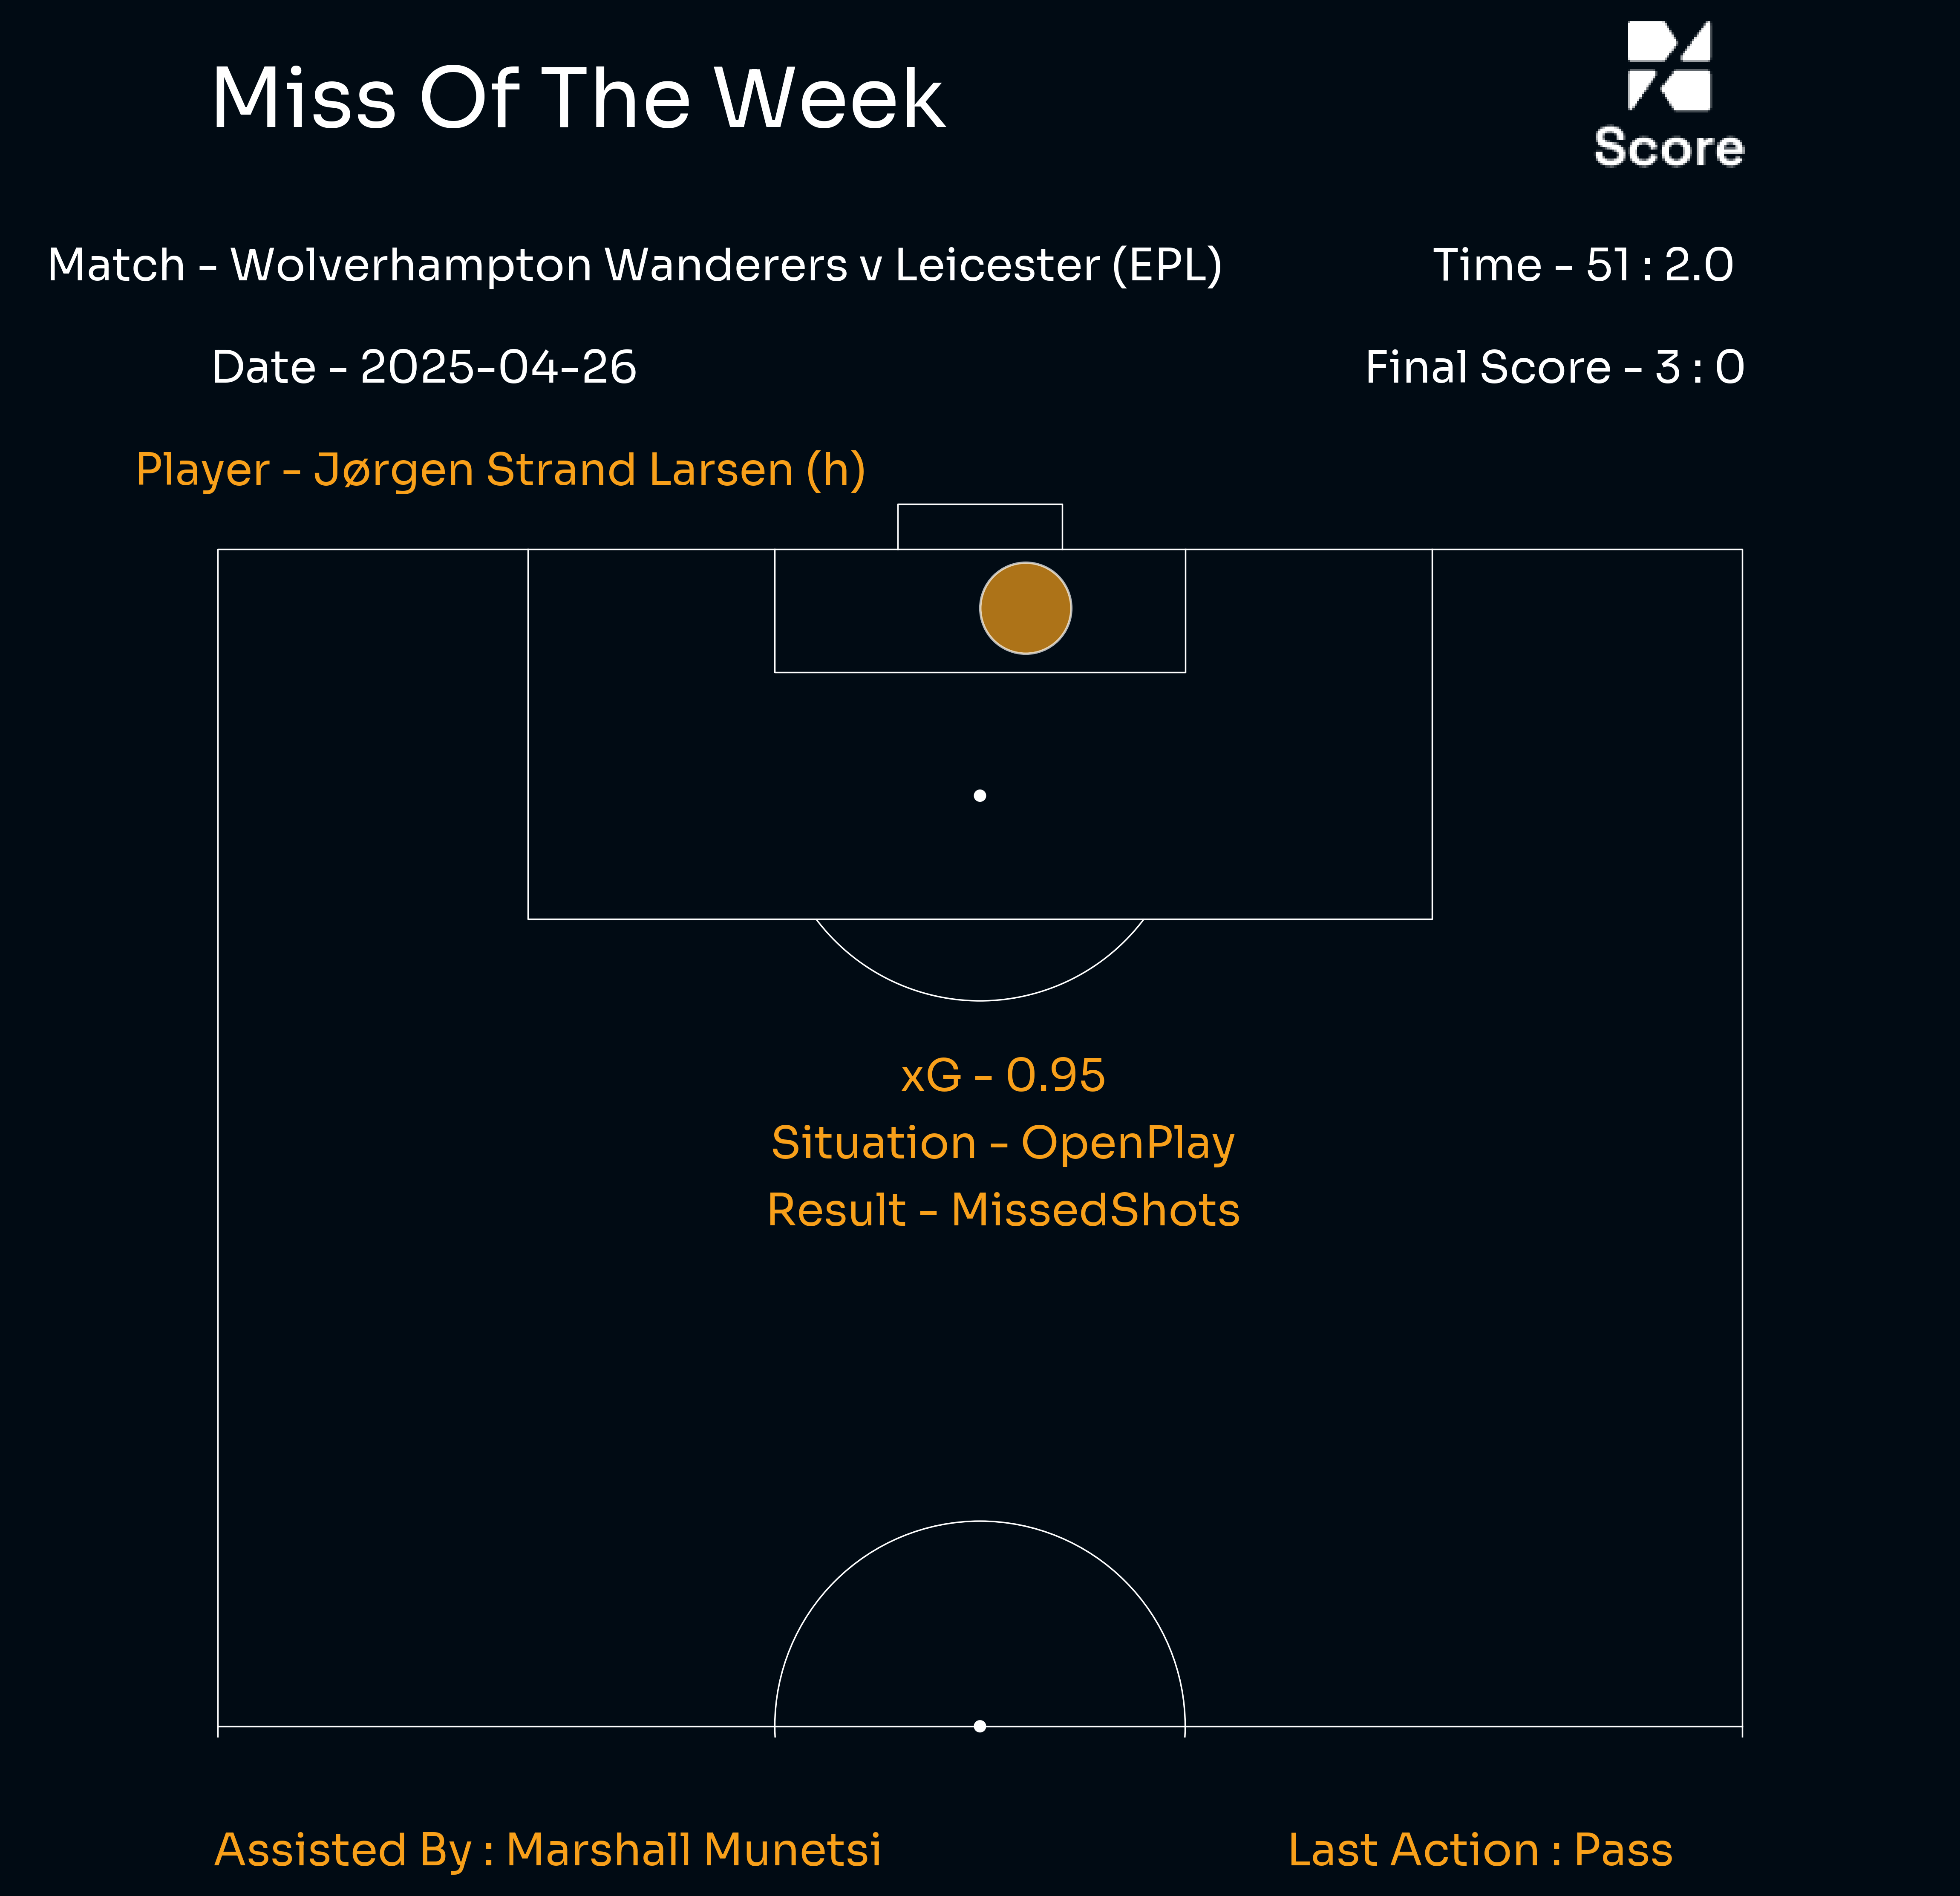 Miss Of The Week
Score
Match - Wolverhampton Wanderers v Leicester (EPL)
Time - 51 : 2.0
Date - 2025-04-26
Final Score - 3 : 0
Player - Jørgen Strand Larsen (h)
xG - 0.95
Situation - OpenPlay
Result - MissedShots
Assisted By : Marshall Munetsi
Last Action : Pass